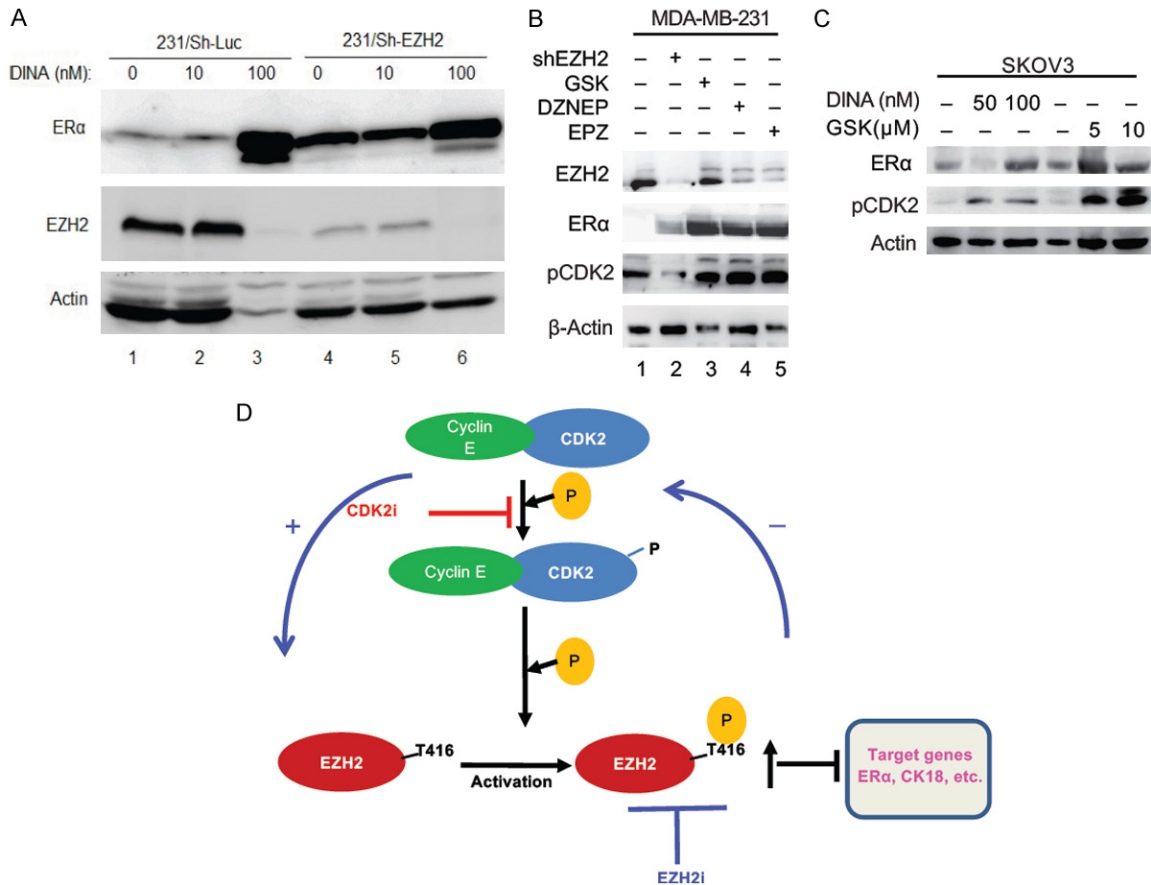 A
231/Sh-Luc 231/Sh-EZH2
DINA (nM): 0 10 100 0 10 100
ERα
EZH2
Actin
1 2 3 4 5 6
B
MDA-MB-231
shEZH2 – + – – –
GSK – – + – –
DZNEP – – – + –
EPZ – – – – +
EZH2
ERα
pCDK2
β-Actin
1 2 3 4 5
C
SKOV3
DINA (nM) – 50 100 – – –
GSK(μM) – – – – 5 10
ERα
pCDK2
Actin
D
Cyclin
E
CDK2
P
CDK2i
+
–
Cyclin E
CDK2
P
P
P
EZH2
T416
Activation
EZH2
T416
Target genes
ERα, CK18, etc.
EZH2i